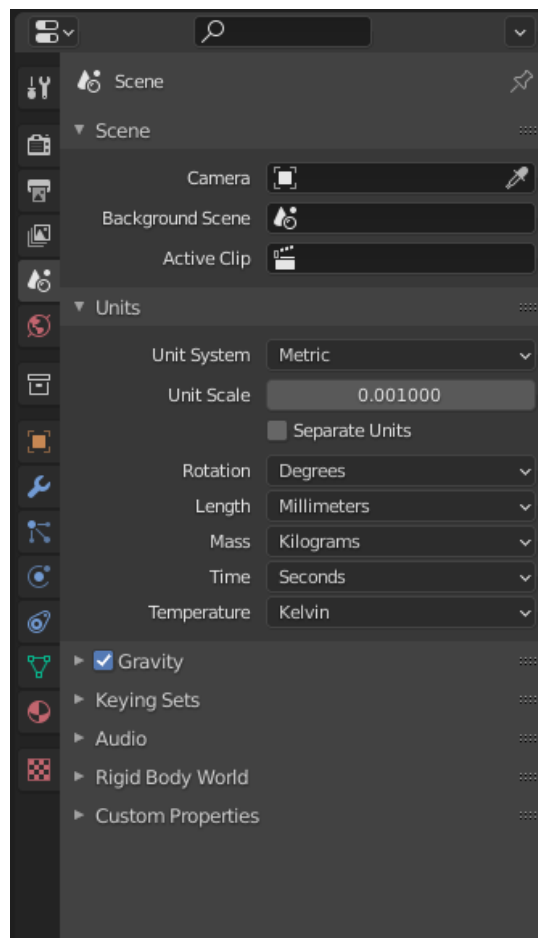 Scene
Scene
Camera
Background Scene
Active Clip
Units
Unit System Metric
Unit Scale 0.001000
Separate Units
Rotation Degrees
Length Millimeters
Mass Kilograms
Time Seconds
Temperature Kelvin
Gravity
Keying Sets
Audio
Rigid Body World
Custom Properties